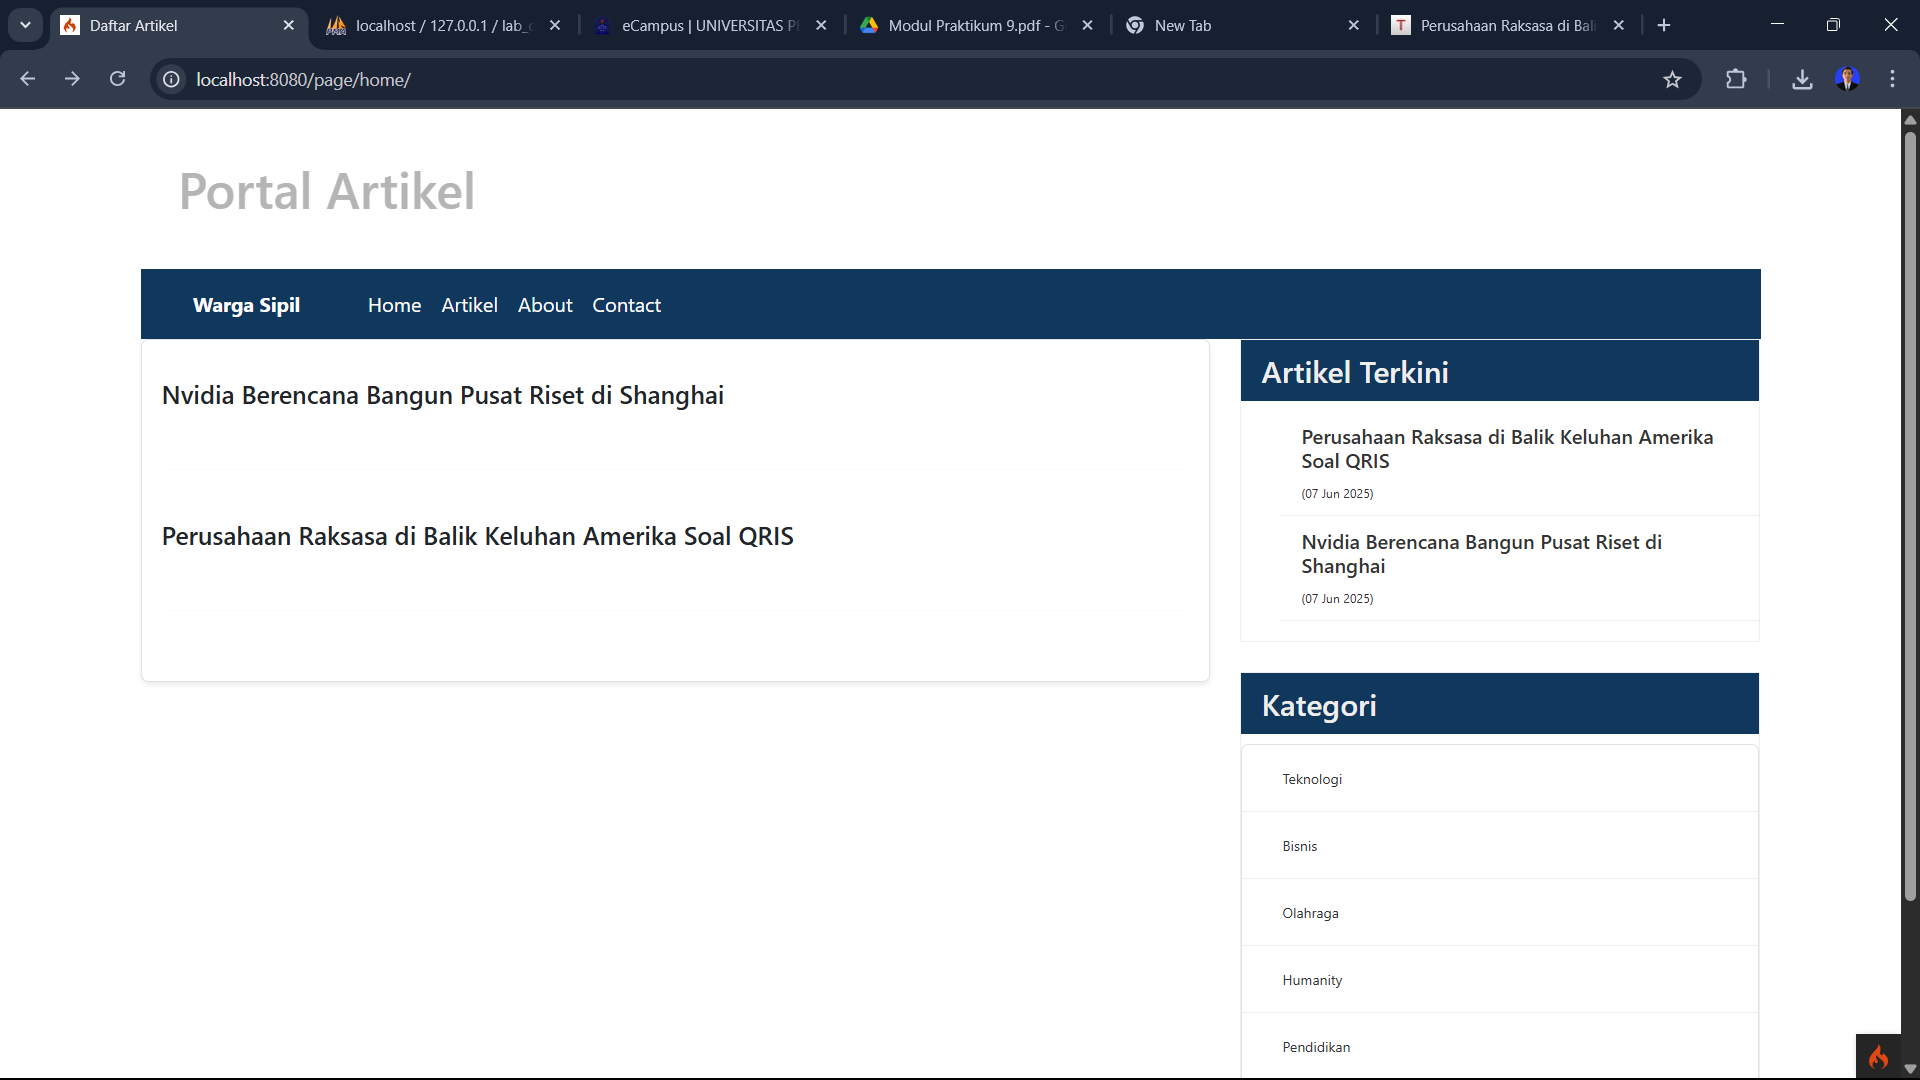 Daftar Artikel
localhost / 127.0.0.1 / lab_
eCampus | UNIVERSITAS
Modul Praktikum 9.pdf -
New Tab
Perusahaan Raksasa di
localhost:8080/page/home/
Portal Artikel
Warga Sipil
Home
Artikel
About
Contact
Nvidia Berencana Bangun Pusat Riset di Shanghai
Perusahaan Raksasa di Balik Keluhan Amerika Soal QRIS
Artikel Terkini
Perusahaan Raksasa di Balik Keluhan Amerika
Soal QRIS
(07 Jun 2025)
Nvidia Berencana Bangun Pusat Riset di
Shanghai
(07 Jun 2025)
Kategori
Teknologi
Bisnis
Olahraga
Humanity
Pendidikan